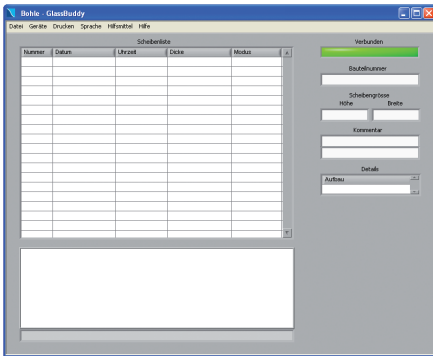 Bohle - GlassBuddy
Datei Geräte Drucken Sprache Hilfsmittel Hilfe
Scheibenliste
Nummer Datum Uhrzeit Dicke Modus
Verbunden
Bauteilnummer
Scheibengrösse
Höhe Breite
Kommentar
Details
Aufbau